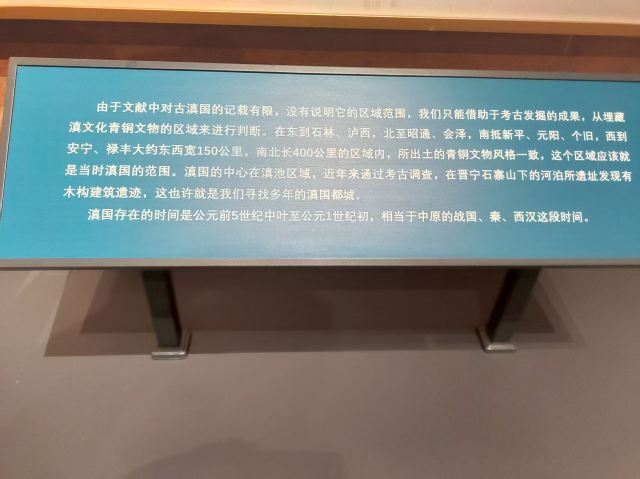 由于文献中对古滇国的记载有限，没有说明它的区域范围，我们只能借助于考古发掘的成果，从埋藏
滇文化青铜文物的区域来进行判断。在东到石林、泸西，北至昭通、会泽，南抵新平、元阳、个旧，西到
安宁、禄丰大约东西宽150公里，南北长400公里的区域内，所出土的青铜文物风格一致，这个区域应该就
是当时滇国的范围。滇国的中心在滇池区域，近年来通过考古调查，在晋宁石寨山下的河泊所遗址发现有
木构建筑遗迹，这也许就是我们寻找多年的滇国都城。
滇国存在的时间是公元前5世纪中叶至公元1世纪初，相当于中原的战国、秦、西汉这段时间。